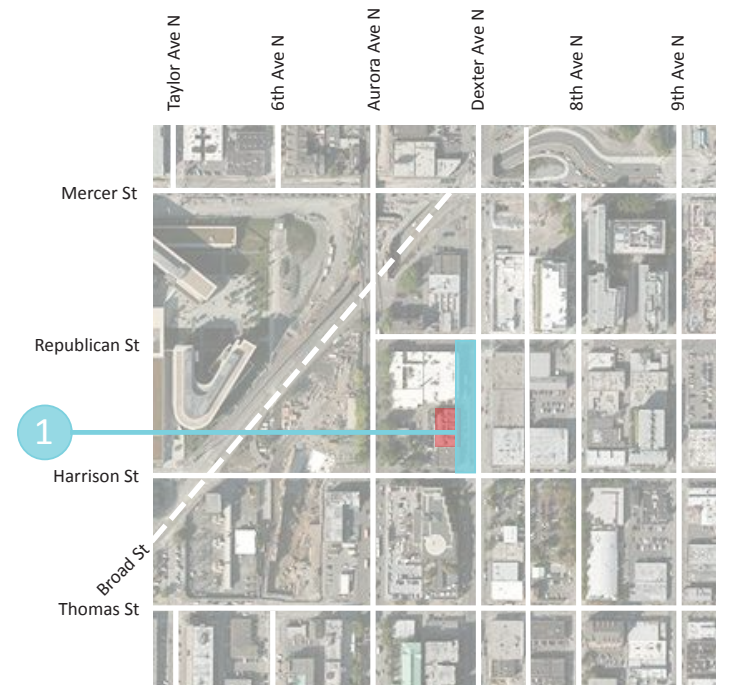 Taylor Ave N
6th Ave N
Aurora Ave N
Dexter Ave N
8th Ave N
9th Ave N
Mercer St
Republican St
1
Harrison St
Broad St
Thomas St